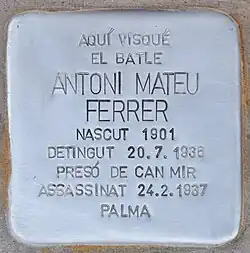 AQUÍ VISQUÉ
EL BATLE
ANTONI MATEU
FERRER
NASCUT 1901
DETINGUT 20.7.1936
PRESÓ DE CAN MIR
ASSASSINAT 24.2.1937
PALMA